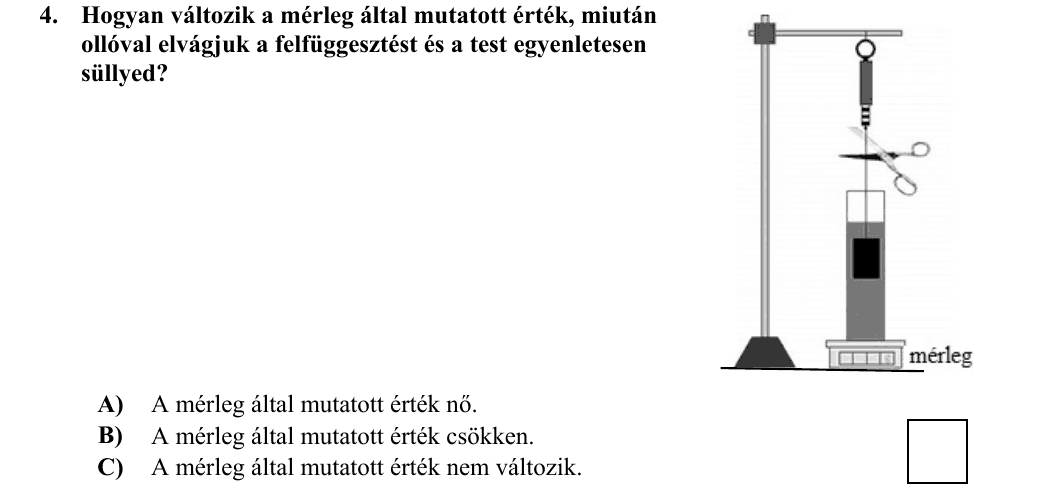 4. Hogyan változik a mérleg által mutatott érték, miután
ollóval elvágjuk a felfüggesztést és a test egyenletesen
süllyed?
mérleg
A) A mérleg által mutatott érték nő.
B) A mérleg által mutatott érték csökken.
C) A mérleg által mutatott érték nem változik.